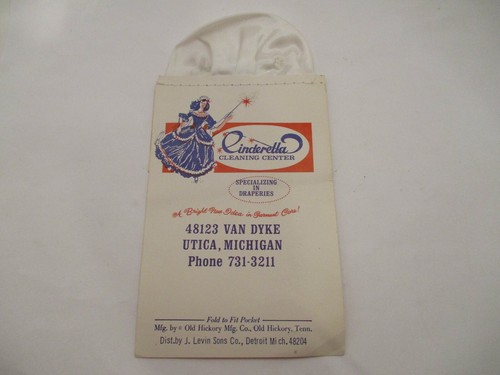 Cinderella
CLEANING CENTER
SPECIALIZING
IN
DRAPERIES
A Bright New Idea in Garment Care!
48123 VAN DYKE
UTICA, MICHIGAN
Phone 731-3211
Fold to Fit Pocket
Mfg. by Old Hickory Mfg. Co., Old Hickory, Tenn.
Dist.by J. Levin Sons Co., Detroit Mich. 48204